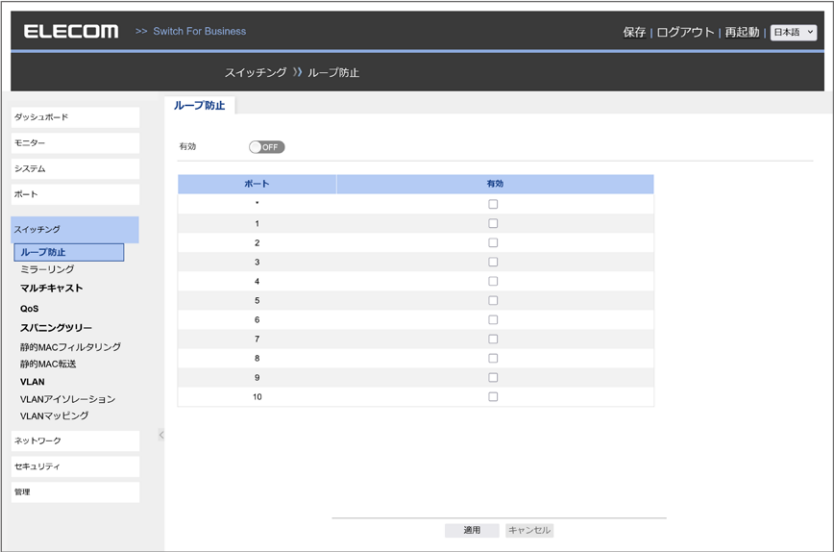 ELECOM >> Switch For Business 保存 | ログアウト | 再起動 | 日本語
スイッチング 》 ループ防止
ダッシュボード
モニター
システム
ポート
スイッチング
ループ防止
ミラーリング
マルチキャスト
QoS
スパニングツリー
静的MACフィルタリング
静的MAC転送
VLAN
VLANアイソレーション
VLANマッピング
ネットワーク
セキュリティ
管理
ループ防止
有効 OFF
ポート 有効
*
1
2
3
4
5
6
7
8
9
10
適用 キャンセル